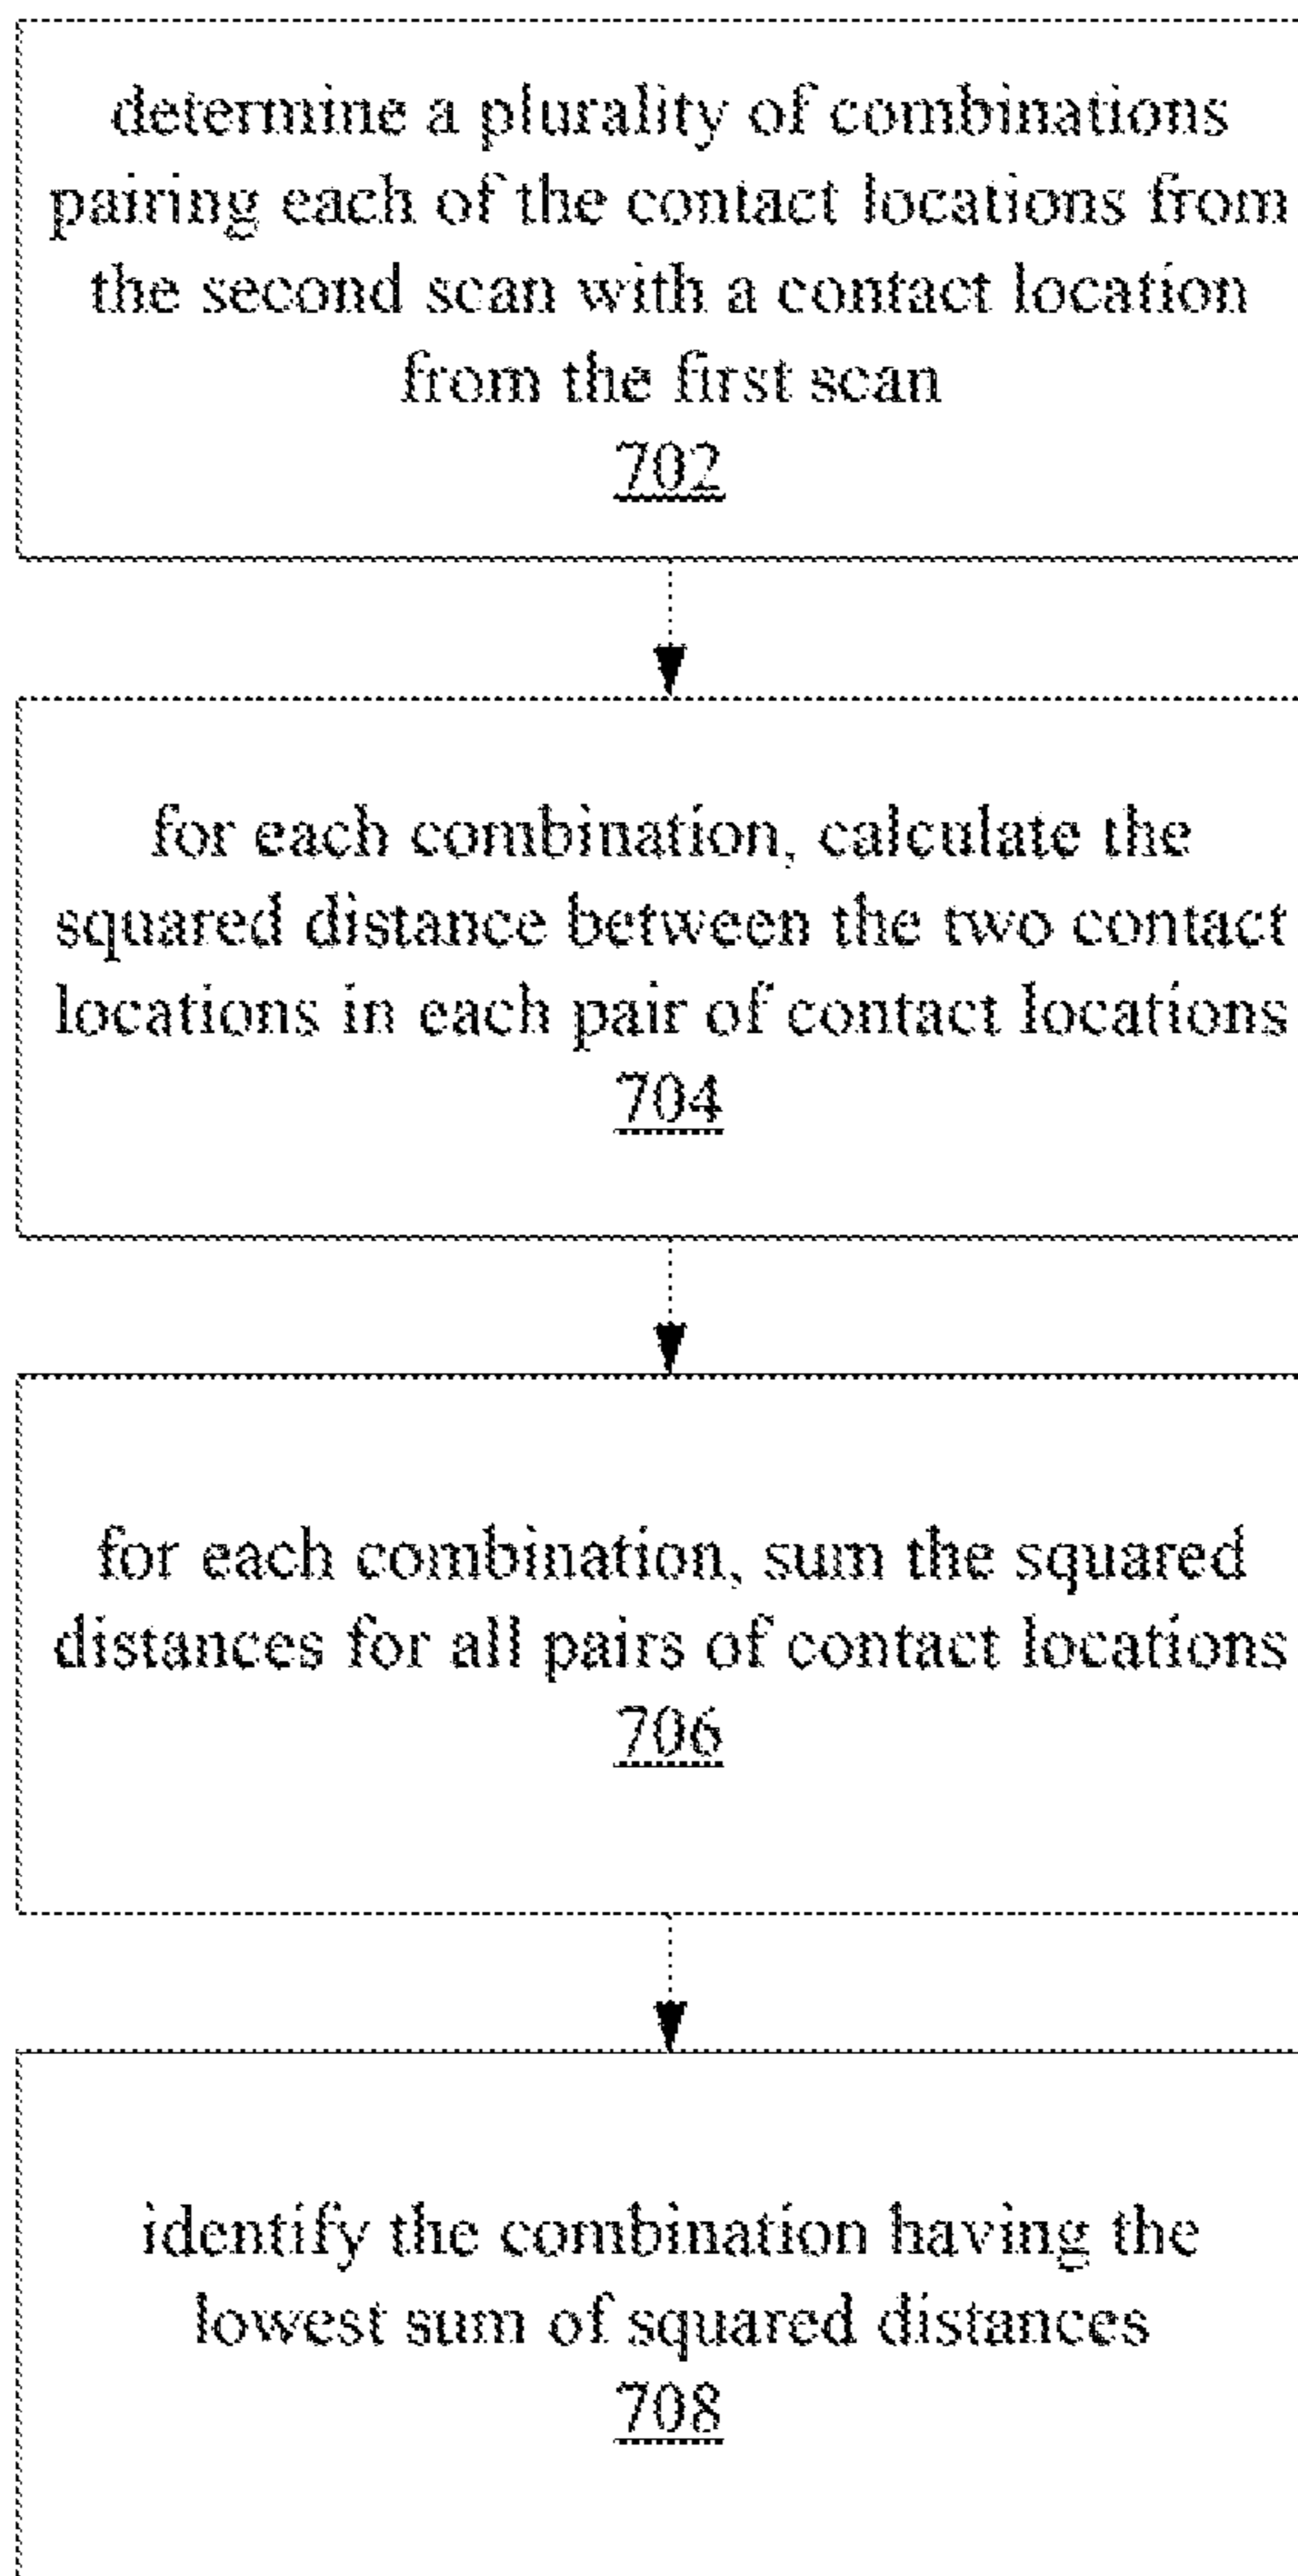 determine a plurality of combinations
pairing each of the contact locations from
the second scan with a contact location
from the first scan
702
for each combination, calculate the
squared distance between the two contact
locations in each pair of contact locations
704
for each combination, sum the squared
distances for all pairs of contact locations
706
identify the combination having the
lowest sum of squared distances
708